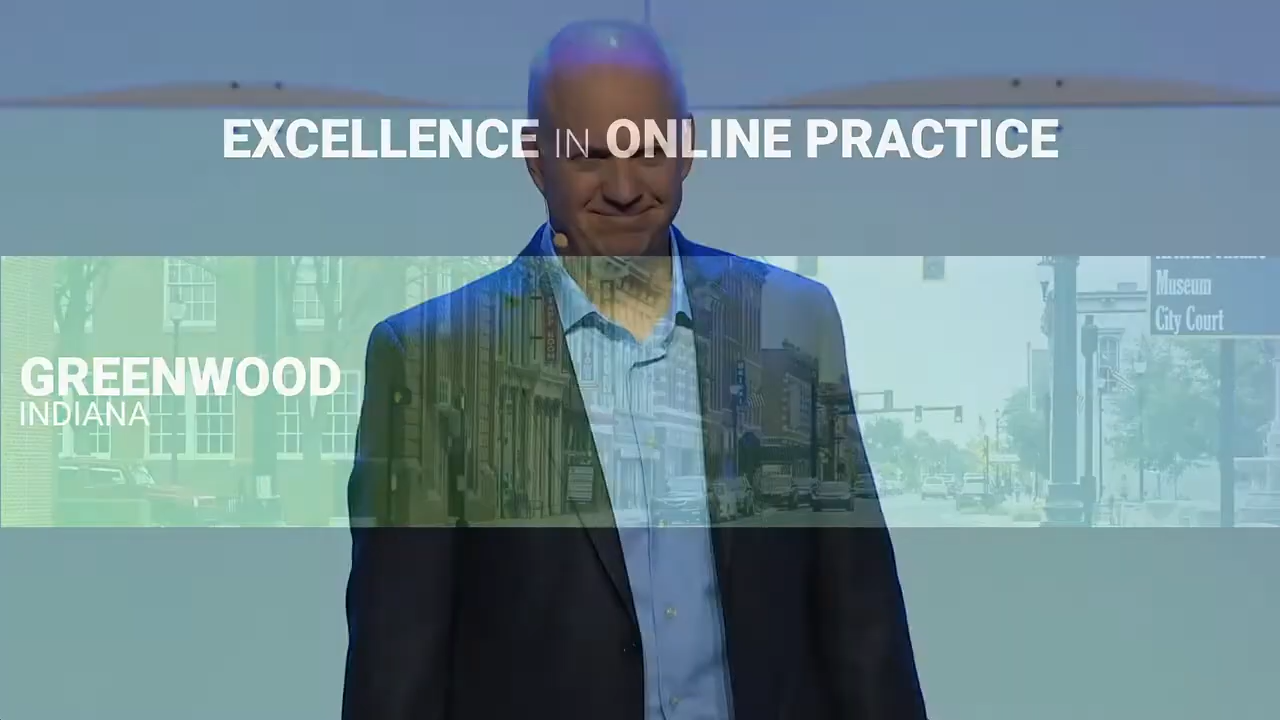 EXCELLENCE IN ONLINE PRACTICE
Museum
City Court
GREENWOOD
INDIANA